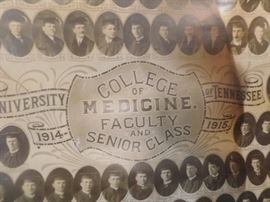 UNIVERSITY OF TENNESSEE
COLLEGE
OF
MEDICINE.
FACULTY
AND
SENIOR CLASS
1914- 1915.